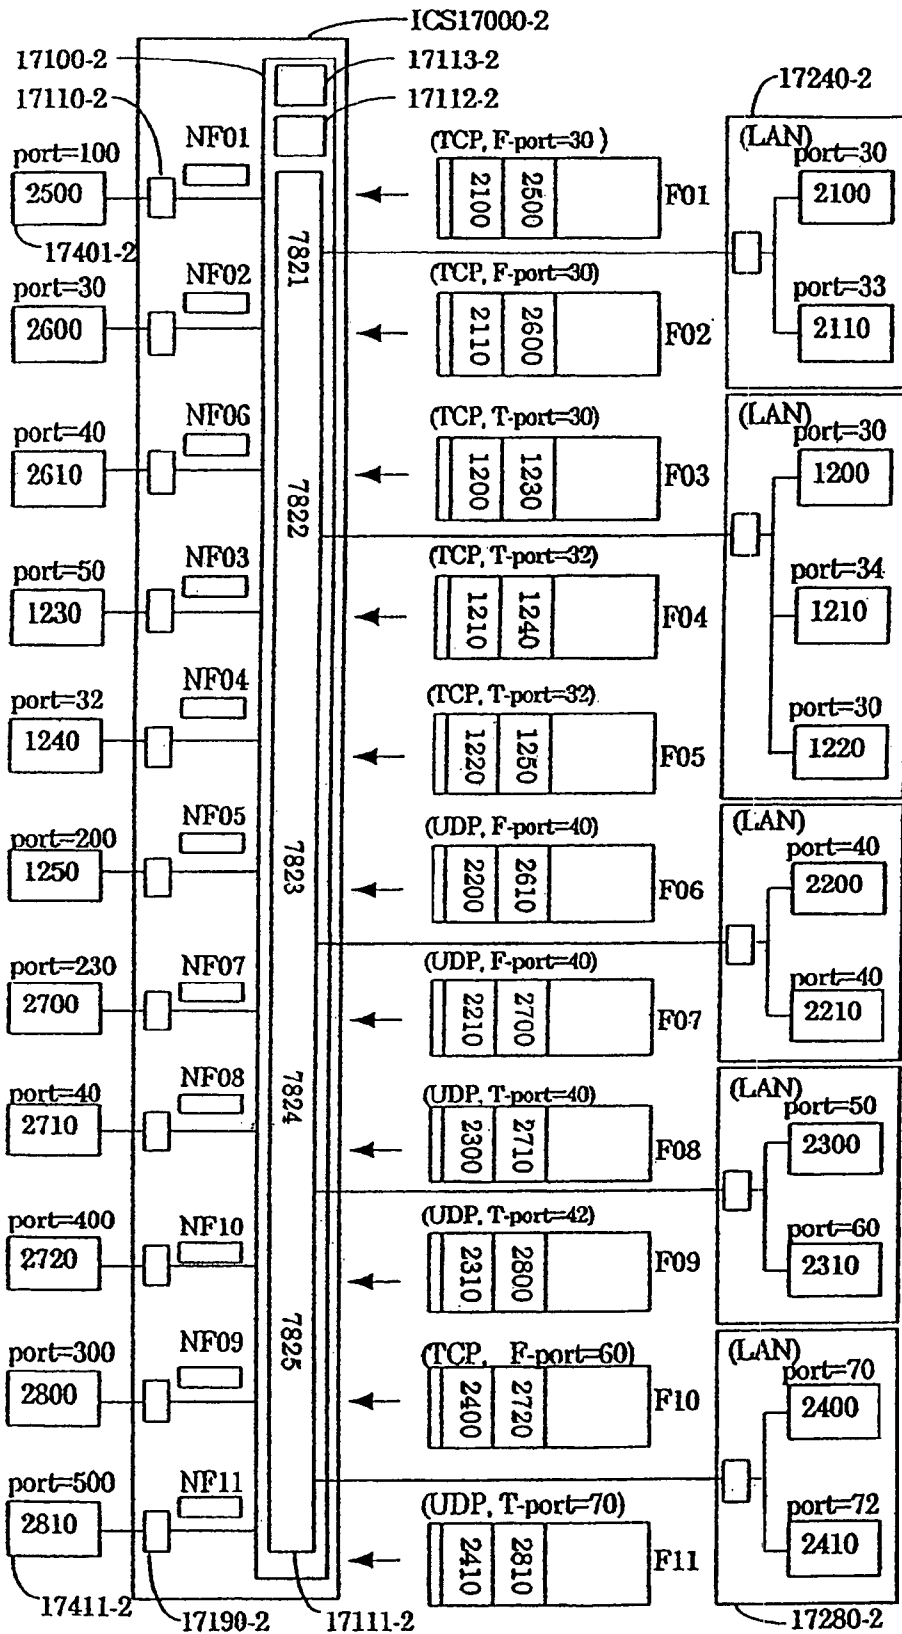 ICS17000-2
17100-2
17113-2
17110-2
17112-2
17240-2
port=100
2500
17401-2
NF01
port=30
2600
NF02
port=40
2610
NF06
port=50
1230
NF03
port=32
1240
NF04
port=200
1250
NF05
port=230
2700
NF07
port=40
2710
NF08
port=400
2720
NF10
port=300
2800
NF09
port=500
2810
NF11
17411-2
17190-2
17111-2
7821
7822
7823
7824
7825
(TCP, F-port=30 )
2100
2500
F01
(TCP, F-port=30)
2110
2600
F02
(TCP, T-port=30)
1200
1230
F03
(TCP, T-port=32)
1210
1240
F04
(TCP, T-port=32)
1220
1250
F05
(UDP, F-port=40)
2200
2610
F06
(UDP, F-port=40)
2210
2700
F07
(UDP, T-port=40)
2300
2710
F08
(UDP, T-port=42)
2310
2800
F09
(TCP, F-port=60)
2400
2720
F10
(UDP, T-port=70)
2410
2810
F11
(LAN)
port=30
2100
port=33
2110
(LAN)
port=30
1200
port=34
1210
port=30
1220
(LAN)
port=40
2200
port=40
2210
(LAN)
port=50
2300
port=60
2310
(LAN)
port=70
2400
port=72
2410
17280-2